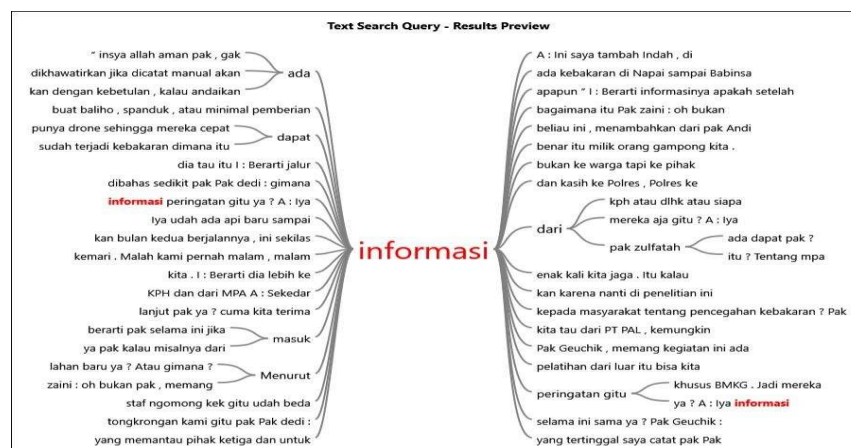 Text Search Query - Results Preview
" insya allah aman pak , gak
dikhawatirkan jika dicatat manual akan
ada
kan dengan kebetulan , kalau andaikan
buat baliho , spanduk , atau minimal pemberian
punya drone sehingga mereka cepat
dapat
sudah terjadi kebakaran dimana itu
dia tau itu I : Berarti jalur
dibahas sedikit pak Pak dedi : gimana
informasi peringatan gitu ya ? A : Iya
Iya udah ada api baru sampai
kan bulan kedua berjalannya , ini sekilas
kemari . Malah kami pernah malam , malam
kita . I : Berarti dia lebih ke
KPH dan dari MPA A : Sekedar
lanjut pak ya ? cuma kita terima
berarti pak selama ini jika
masuk
ya pak kalau misalnya dari
lahan baru ya ? Atau gimana ?
Menurut
zaini : oh bukan pak , memang
staf ngomong kek gitu udah beda
tongkrongan kami gitu pak Pak dedi :
yang memantau pihak ketiga dan untuk
informasi
A : Ini saya tambah Indah , di
ada kebakaran di Napai sampai Babinsa
apapun " I : Berarti informasinya apakah setelah
bagaimana itu Pak zaini : oh bukan
beliau ini , menambahkan dari pak Andi
benar itu milik orang gampong kita .
bukan ke warga tapi ke pihak
dan kasih ke Polres , Polres ke
dari
kph atau dlhk atau siapa
mereka aja gitu ? A : Iya
pak zulfatah
ada dapat pak ?
itu ? Tentang mpa
enak kali kita jaga . Itu kalau
kan karena nanti di penelitian ini
kepada masyarakat tentang pencegahan kebakaran ? Pak
kita tau dari PT PAL , kemungkin
Pak Geuchik , memang kegiatan ini ada
pelatihan dari luar itu bisa kita
peringatan gitu
khusus BMKG . Jadi mereka
ya ? A : Iya informasi
selama ini sama ya ? Pak Geuchik :
yang tertinggal saya catat pak Pak